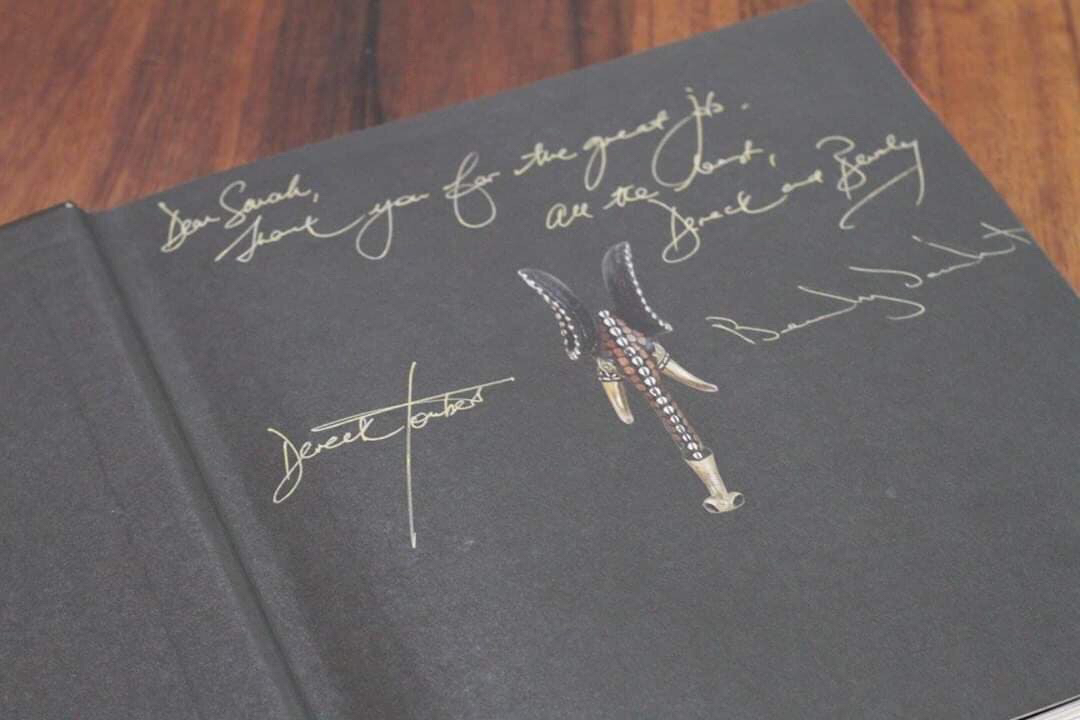 Dear Sarah,
Thank you for the great job.
All the best,
Dereck and Beverly
Beverly Joubert
Dereck Joubert